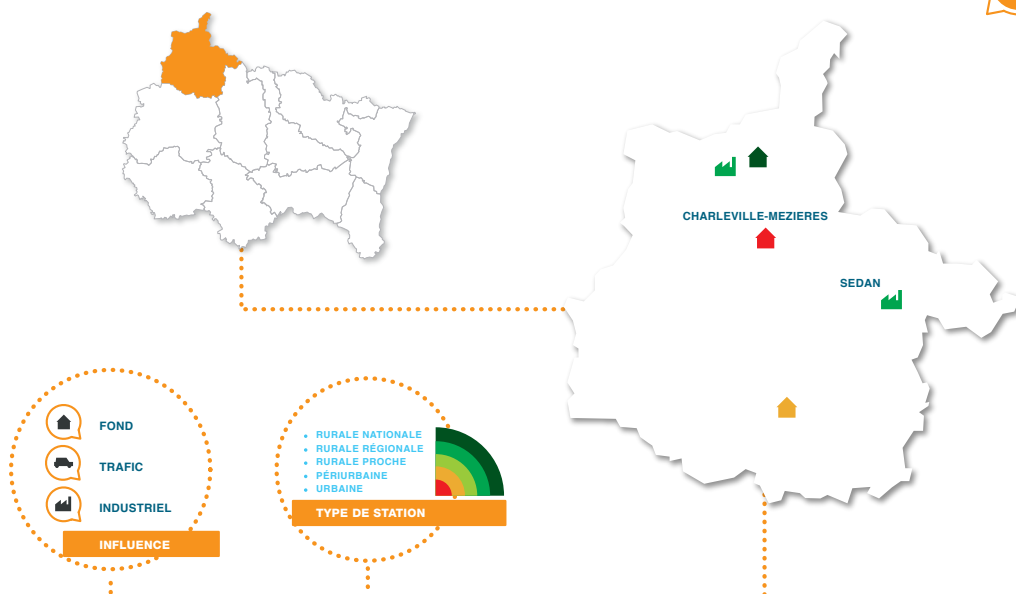 CHARLEVILLE-MEZIERES
SEDAN
FOND
TRAFIC
INDUSTRIEL
INFLUENCE
• RURALE NATIONALE
• RURALE RÉGIONALE
• RURALE PROCHE
• PÉRIURBAINE
• URBAINE
TYPE DE STATION